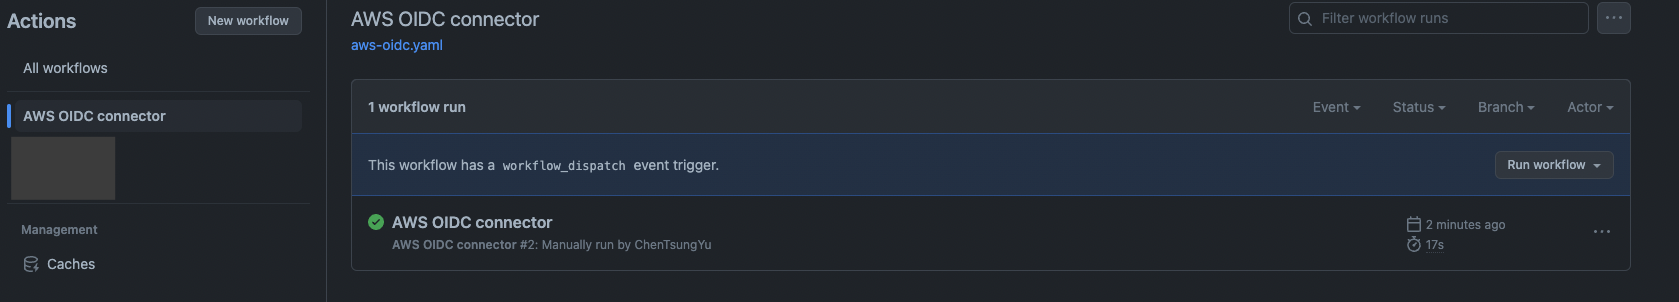 Actions
New workflow
All workflows
AWS OIDC connector
Management
Caches
AWS OIDC connector
aws-oidc.yaml
Filter workflow runs
1 workflow run
Event
Status
Branch
Actor
This workflow has a workflow_dispatch event trigger.
Run workflow
AWS OIDC connector
AWS OIDC connector #2: Manually run by ChenTsungYu
2 minutes ago
17s